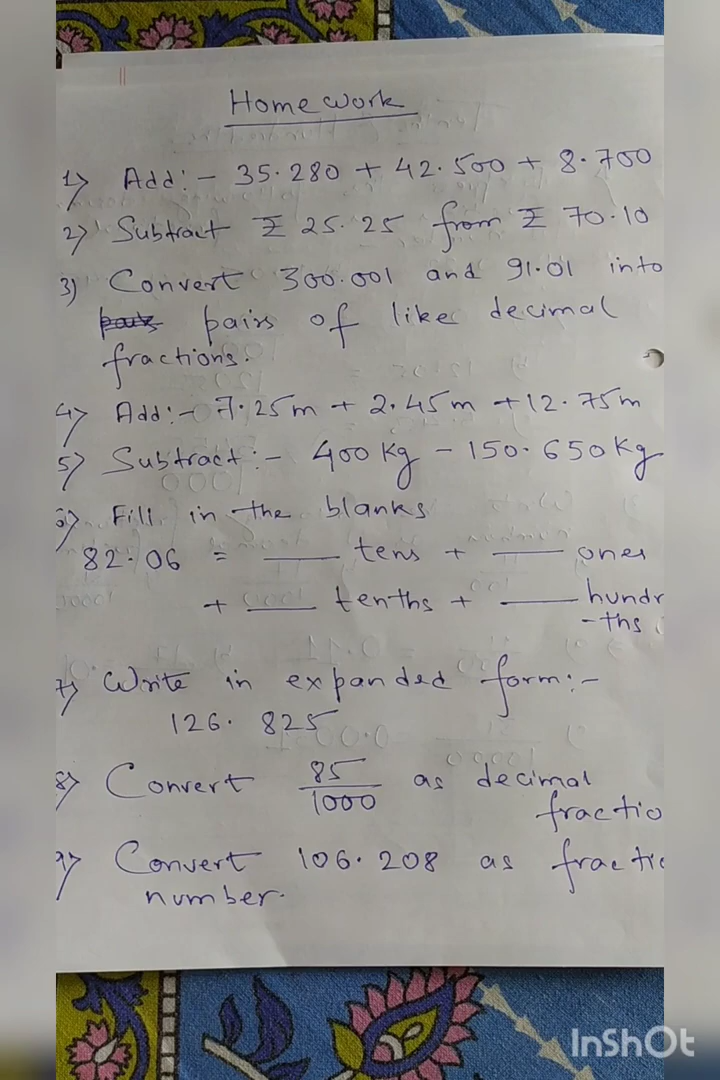 Homework
1) Add:- 35.280 + 42.500 + 8.700
2) Subtract ₹ 25.25 from ₹ 70.10
3) Convert 300.001 and 91.01 into
pairs of like decimal
fractions.
4) Add:- 7.25m + 2.45m + 12.75m
5) Subtract:- 400 kg - 150.650 kg
6) Fill in the blanks
82.06 = ___ tens + ___ ones
+ ___ tenths + ___ hundr
-ths
7) Write in expanded form:-
126.825
8) Convert 85/1000 as decimal
fractio
9) Convert 106.208 as fractio
number.
InShOt